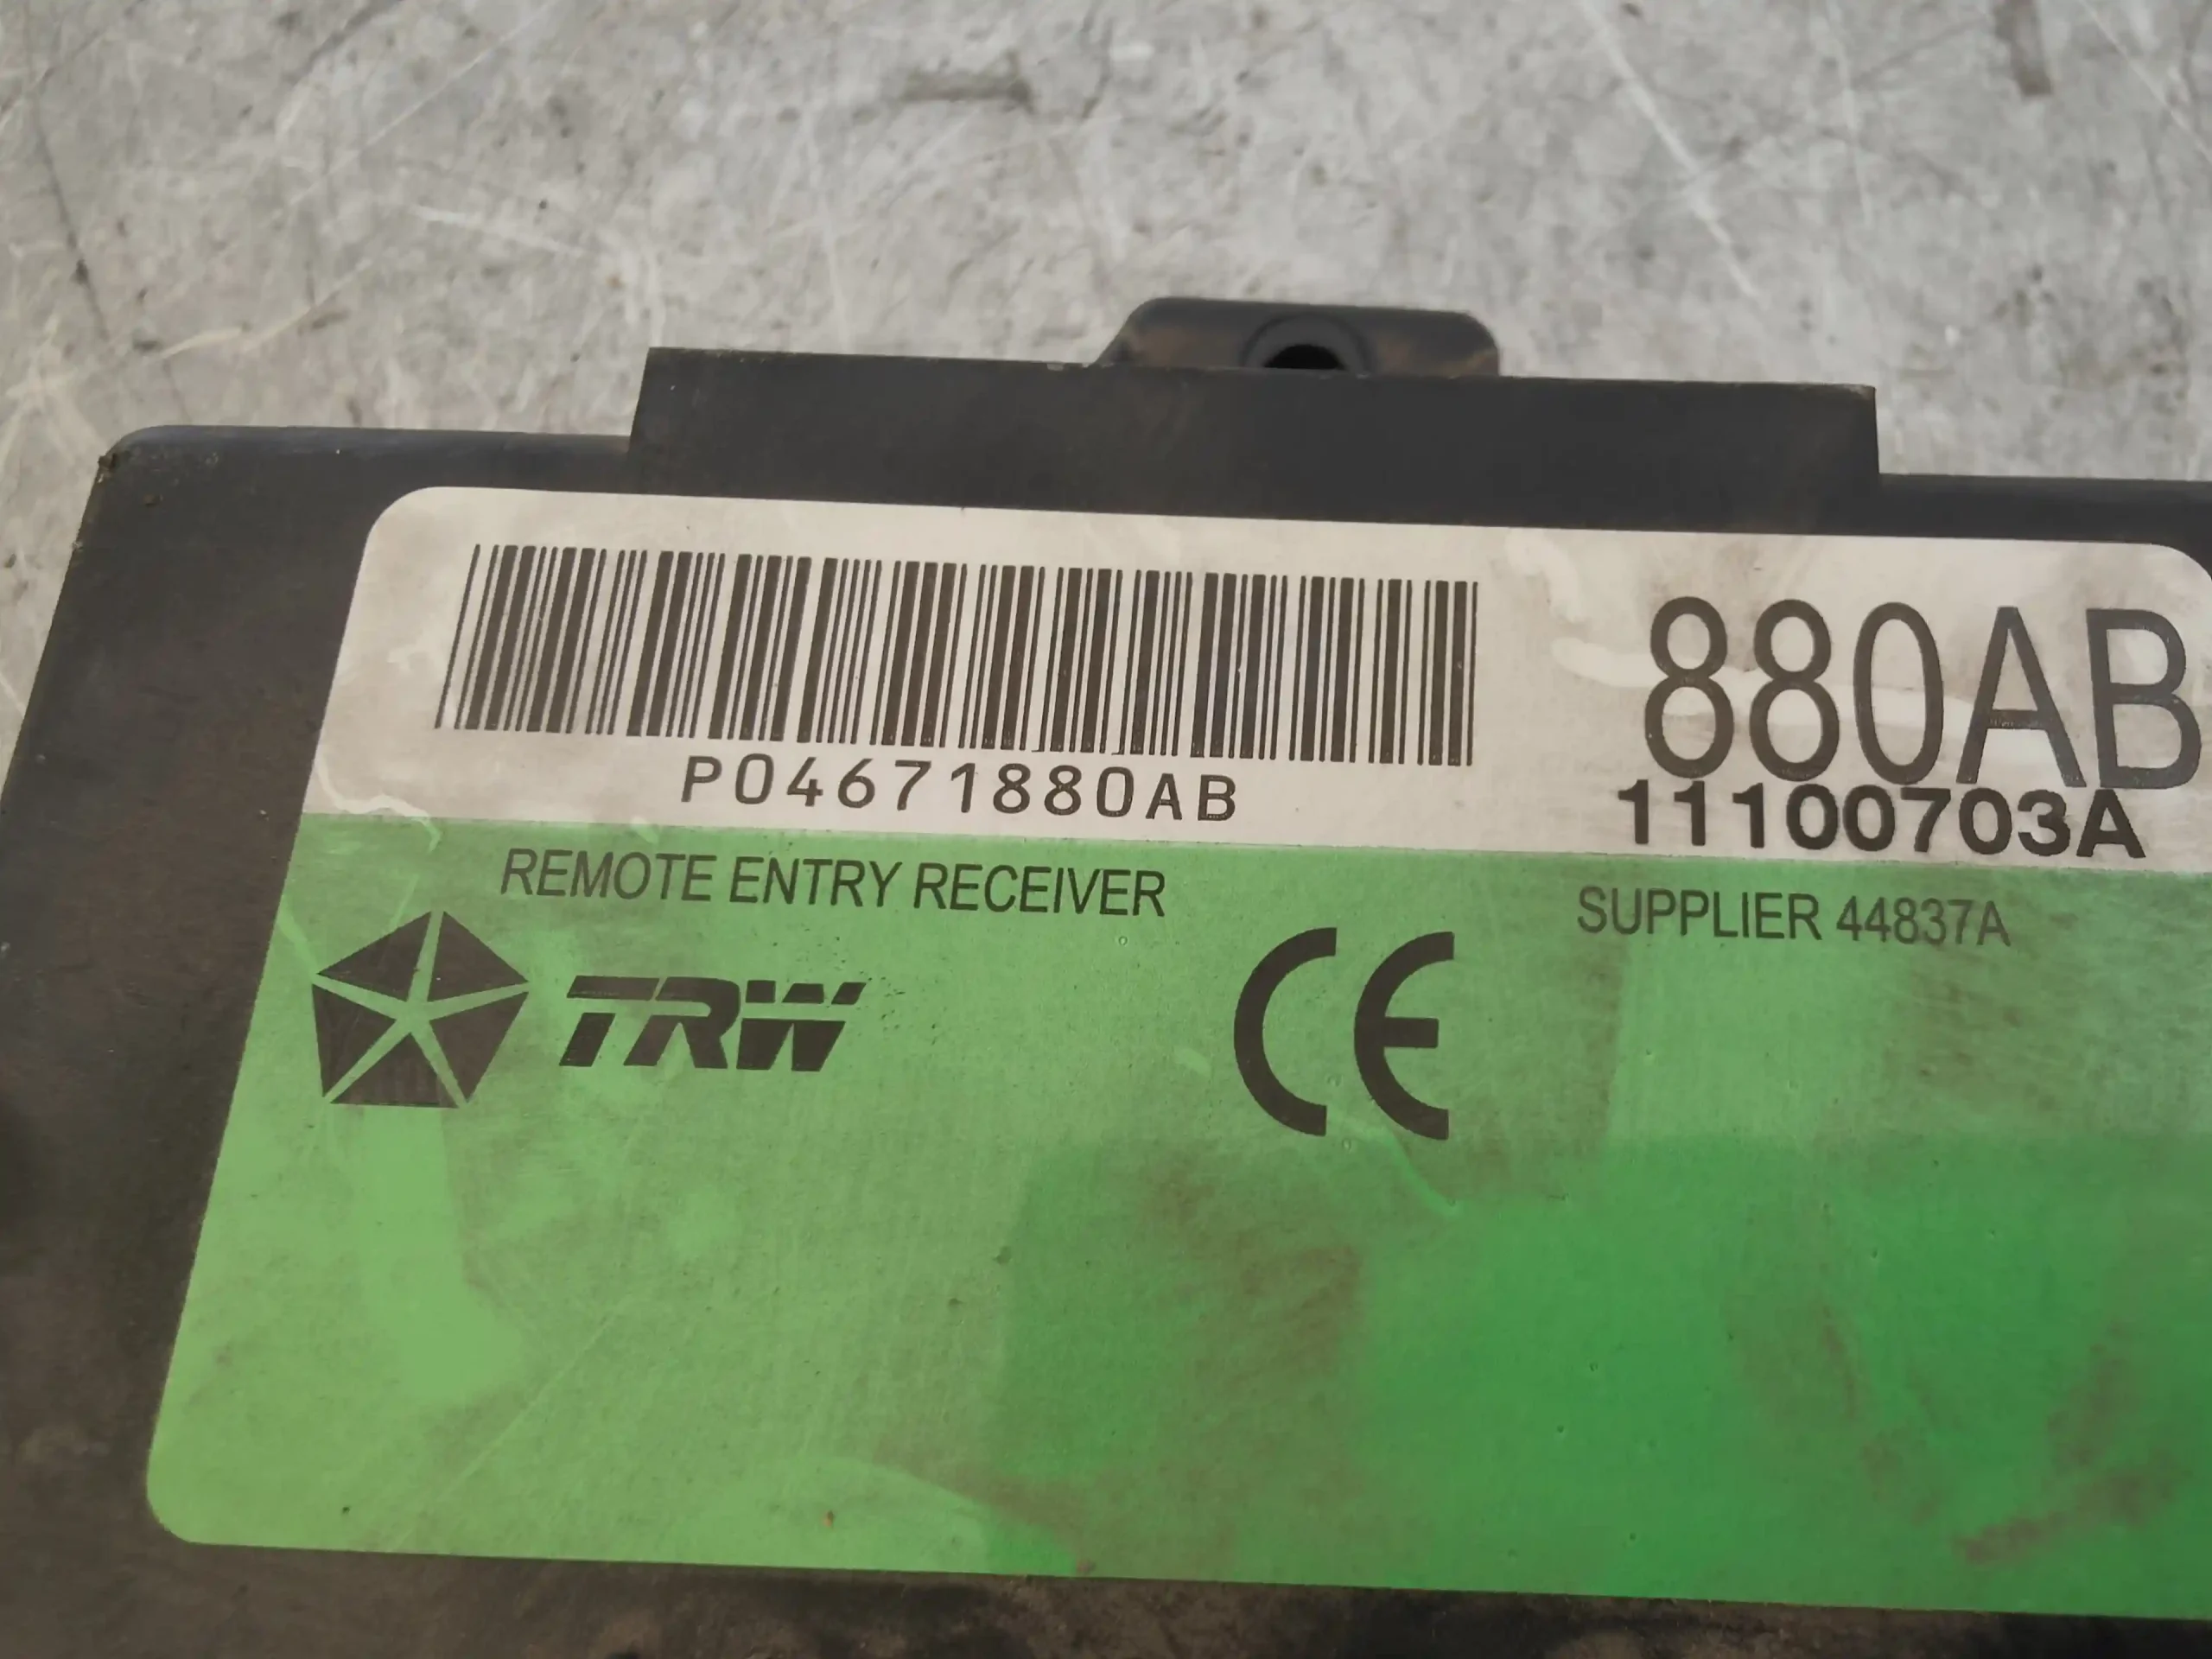 P04671880AB
880AB
11100703A
REMOTE ENTRY RECEIVER
SUPPLIER 44837A
TRW
CE